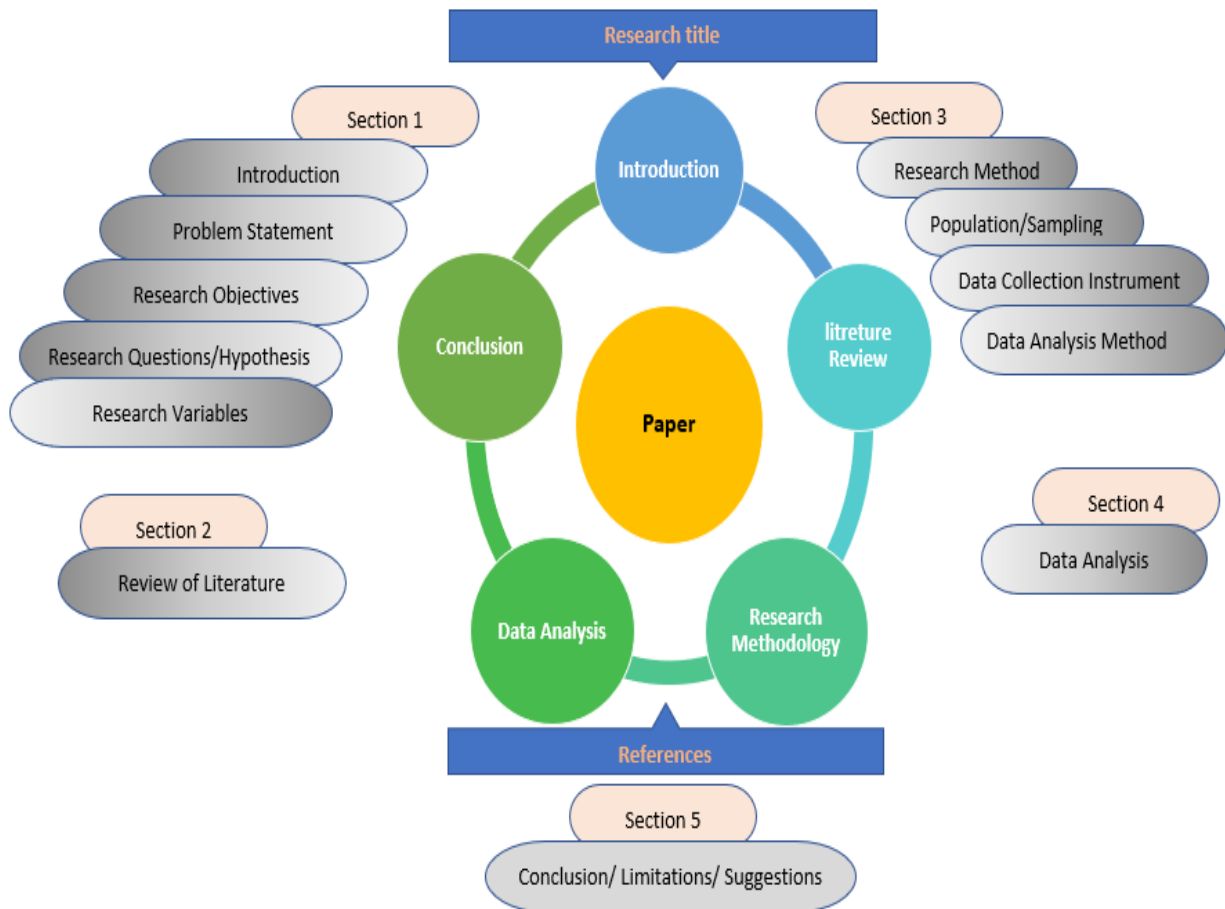 Research title
Section 1
Introduction
Problem Statement
Research Objectives
Research Questions/Hypothesis
Research Variables
Section 2
Review of Literature
Introduction
litreture
Review
Research
Methodology
Data Analysis
Conclusion
Paper
Section 3
Research Method
Population/Sampling
Data Collection Instrument
Data Analysis Method
Section 4
Data Analysis
References
Section 5
Conclusion/ Limitations/ Suggestions